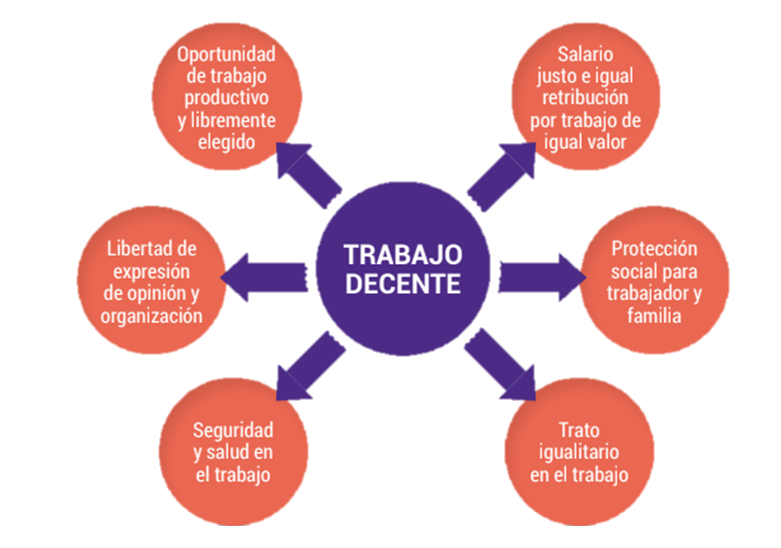 Oportunidad
de trabajo
productivo
y libremente
elegido
Salario
justo e igual
retribución
por trabajo de
igual valor
Libertad de
expresión
de opinión y
organización
TRABAJO
DECENTE
Protección
social para
trabajador y
familia
Seguridad
y salud en
el trabajo
Trato
igualitario
en el trabajo